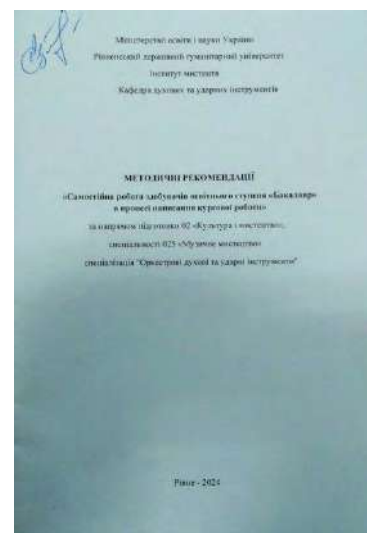 Міністерство освіти і науки України
Рівненський державний гуманітарний університет
Інститут мистецтв
Кафедра духових та ударних інструментів
МЕТОДИЧНІ РЕКОМЕНДАЦІЇ
«Самостійна робота здобувачів освітнього ступеня «Бакалавр»
в процесі написання курсової роботи»
за напрямом підготовки 02 «Культура і мистецтво»,
спеціальності 025 «Музичне мистецтво»
спеціалізація "Оркестрові духові та ударні інструменти"
Рівне - 2024